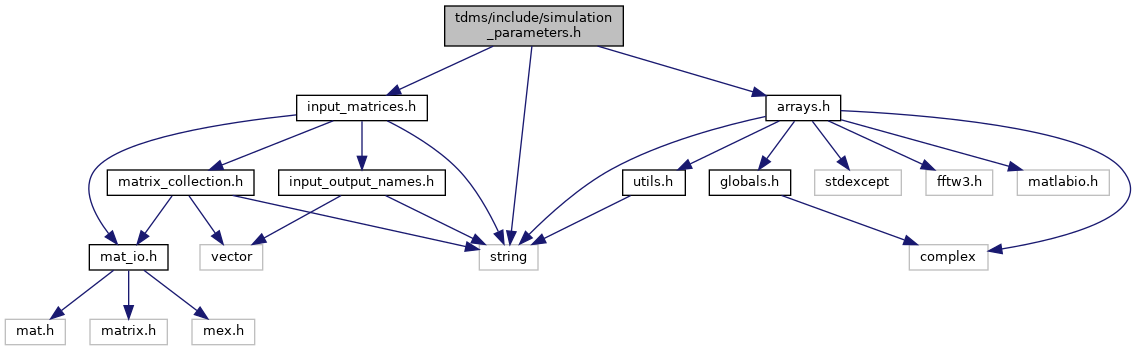 tdms/include/simulation
_parameters.h
input_matrices.h
arrays.h
matrix_collection.h
input_output_names.h
utils.h
globals.h
stdexcept
fftw3.h
matlabio.h
mat_io.h
vector
string
complex
mat.h
matrix.h
mex.h